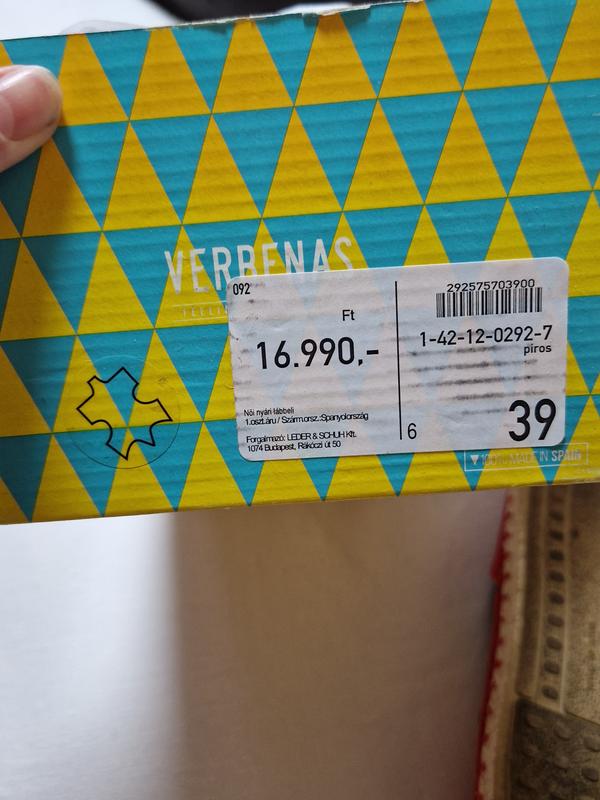 VERBENAS
092
Ft
16.990,-
Női nyári lábbeli
1.oszt.áru / Szárm.orsz.:Spanyolország
Forgalmazó: LEDER & SCHUH Kft.
1074 Budapest, Rákóczi út 50
292575703900
1-42-12-0292-7
piros
6
39
100% MADE IN SPAIN